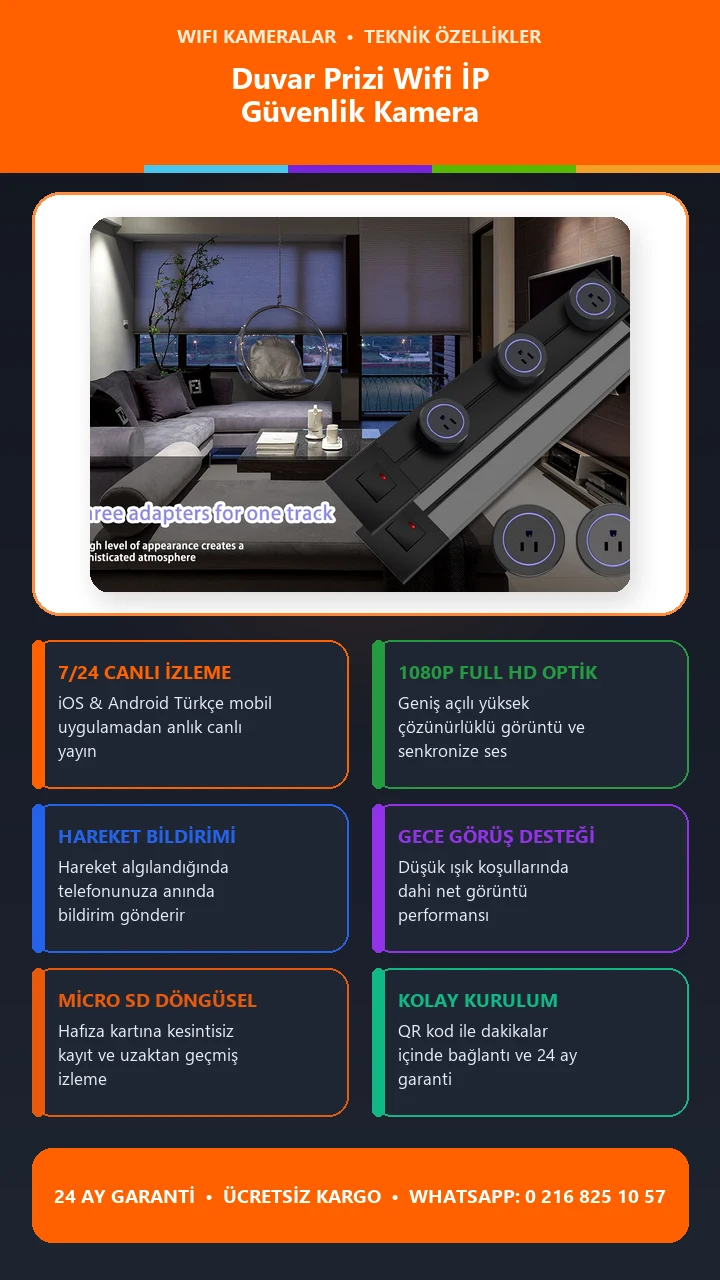 WIFI KAMERALAR • TEKNİK ÖZELLİKLER
Duvar Prizi Wifi İP
Güvenlik Kamera
hree adapters for one track
gh level of appearance creates a
histicated atmosphere
7/24 CANLI İZLEME
iOS & Android Türkçe mobil
uygulamadan anlık canlı
yayın
1080P FULL HD OPTİK
Geniş açılı yüksek
çözünürlüklü görüntü ve
senkronize ses
HAREKET BİLDİRİMİ
Hareket algılandığında
telefonunuza anında
bildirim gönderir
GECE GÖRÜŞ DESTEĞİ
Düşük ışık koşullarında
dahi net görüntü
performansı
MİCRO SD DÖNGÜSEL
Hafıza kartına kesintisiz
kayıt ve uzaktan geçmiş
izleme
KOLAY KURULUM
QR kod ile dakikalar
içinde bağlantı ve 24 ay
garanti
24 AY GARANTİ • ÜCRETSİZ KARGO • WHATSAPP: 0 216 825 10 57